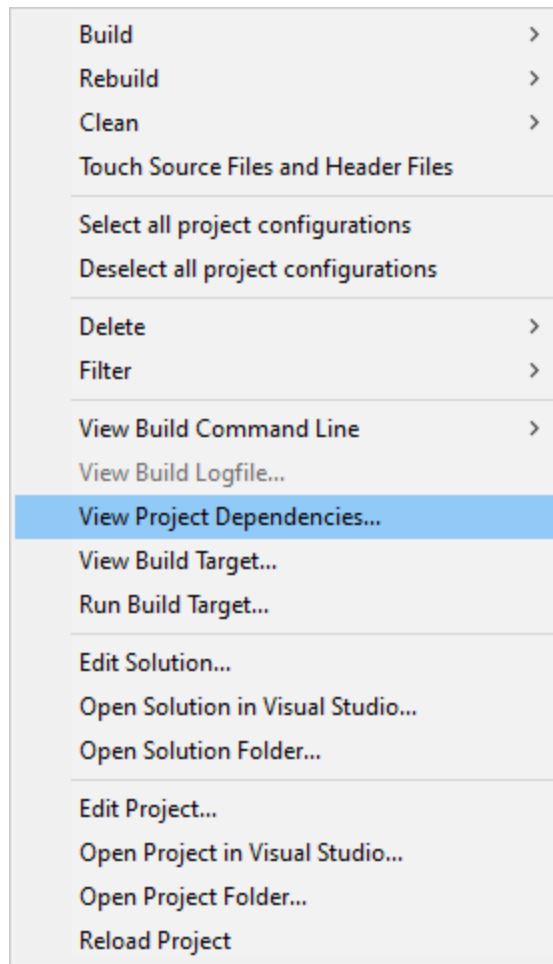 Build
Rebuild
Clean
Touch Source Files and Header Files
Select all project configurations
Deselect all project configurations
Delete
Filter
View Build Command Line
View Build Logfile...
View Project Dependencies...
View Build Target...
Run Build Target...
Edit Solution...
Open Solution in Visual Studio...
Open Solution Folder...
Edit Project...
Open Project in Visual Studio...
Open Project Folder...
Reload Project